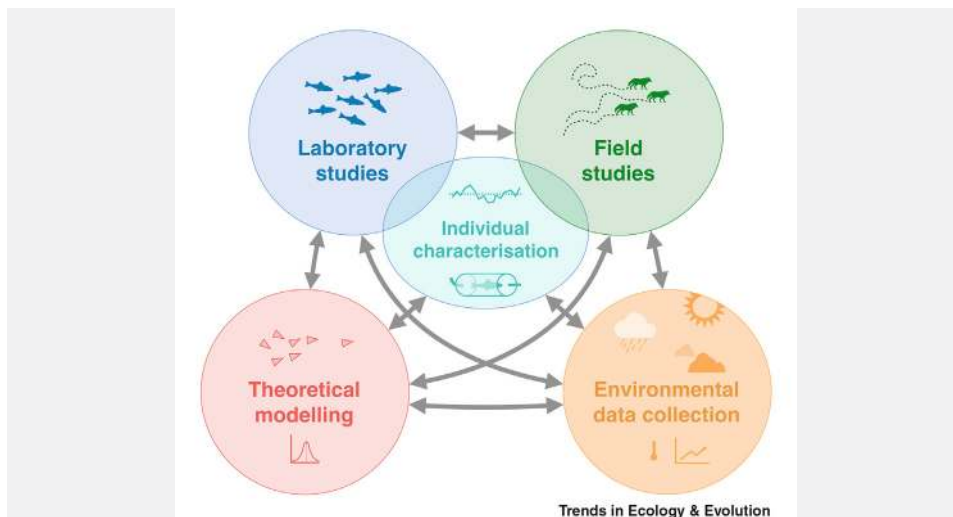 Laboratory
studies
Field
studies
Individual
characterisation
Theoretical
modelling
Environmental
data collection
Trends in Ecology & Evolution